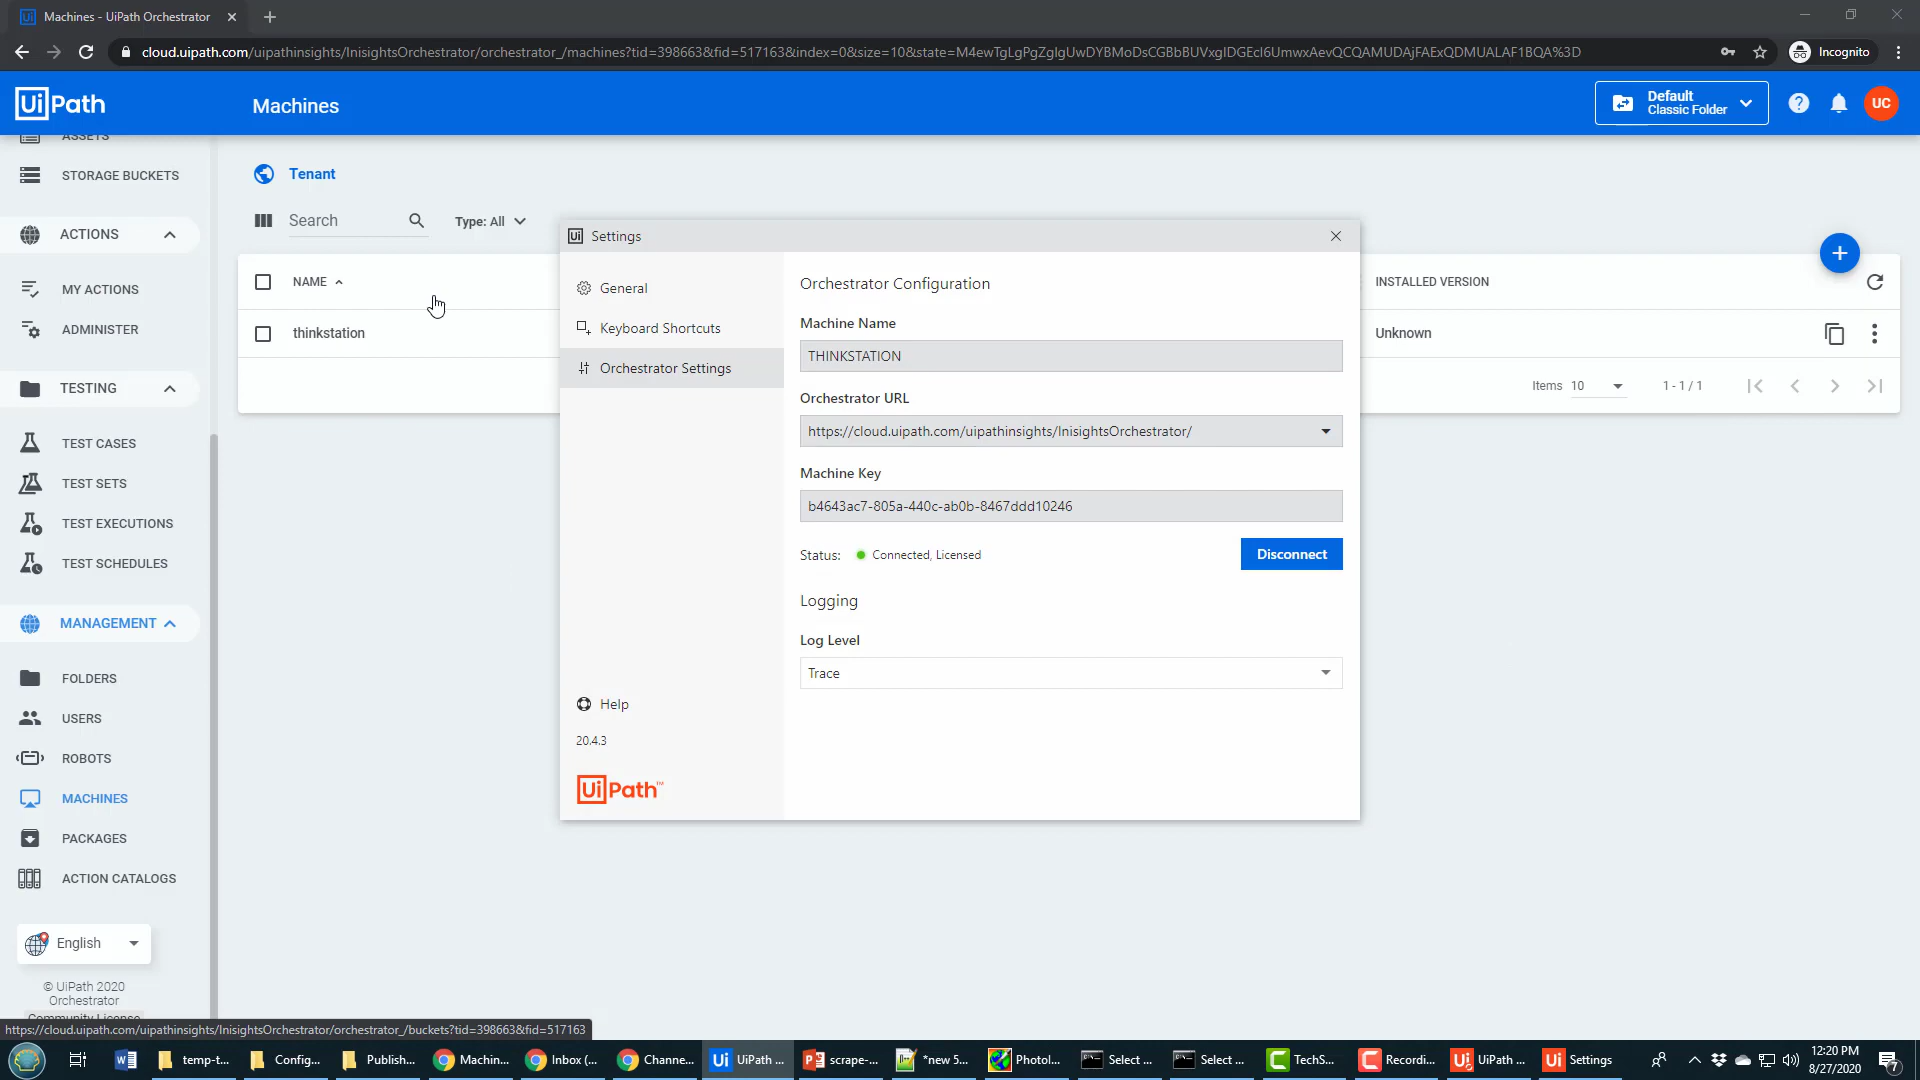 Machines - UiPath Orchestrator
cloud.uipath.com/uipathinsights/InisightsOrchestrator/orchestrator_/machines?tid=398663&fid=517163&index=0&size=10&state=M4ewTgLgPgZglgUwDYBMoDsCGBbBUVxgIDGEcI6UmwxAevQCQAMUDAjFAExQDMUALAF1BQA%3D
Incognito
UiPath
Machines
Default
Classic Folder
UC
ASSETS
STORAGE BUCKETS
ACTIONS
MY ACTIONS
ADMINISTER
TESTING
TEST CASES
TEST SETS
TEST EXECUTIONS
TEST SCHEDULES
MANAGEMENT
FOLDERS
USERS
ROBOTS
MACHINES
PACKAGES
ACTION CATALOGS
English
© UiPath 2020
Orchestrator
Community License
Tenant
Search
Type: All
NAME
INSTALLED VERSION
thinkstation
Unknown
Items 10
1 - 1 / 1
Ui Settings
General
Keyboard Shortcuts
Orchestrator Settings
Help
20.4.3
UiPath™
Orchestrator Configuration
Machine Name
THINKSTATION
Orchestrator URL
https://cloud.uipath.com/uipathinsights/InisightsOrchestrator/
Machine Key
b4643ac7-805a-440c-ab0b-8467ddd10246
Status: Connected, Licensed
Disconnect
Logging
Log Level
Trace
https://cloud.uipath.com/uipathinsights/InisightsOrchestrator/orchestrator_/buckets?tid=398663&fid=517163
temp-t...
Config...
Publish...
Machin...
Inbox (...
Channe...
UiPath ...
scrape-...
*new 5...
Photol...
Select ...
Select ...
TechS...
Recordi...
UiPath ...
Settings
12:20 PM
8/27/2020
7